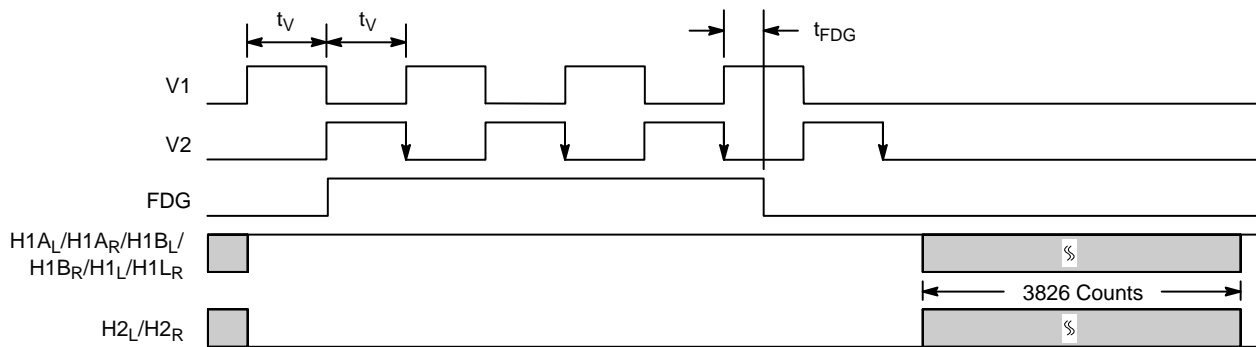 tV tV
tFDG
V1
V2
FDG
H1AL/H1AR/H1BL/
H1BR/H1L/H1LR
3826 Counts
H2L/H2R